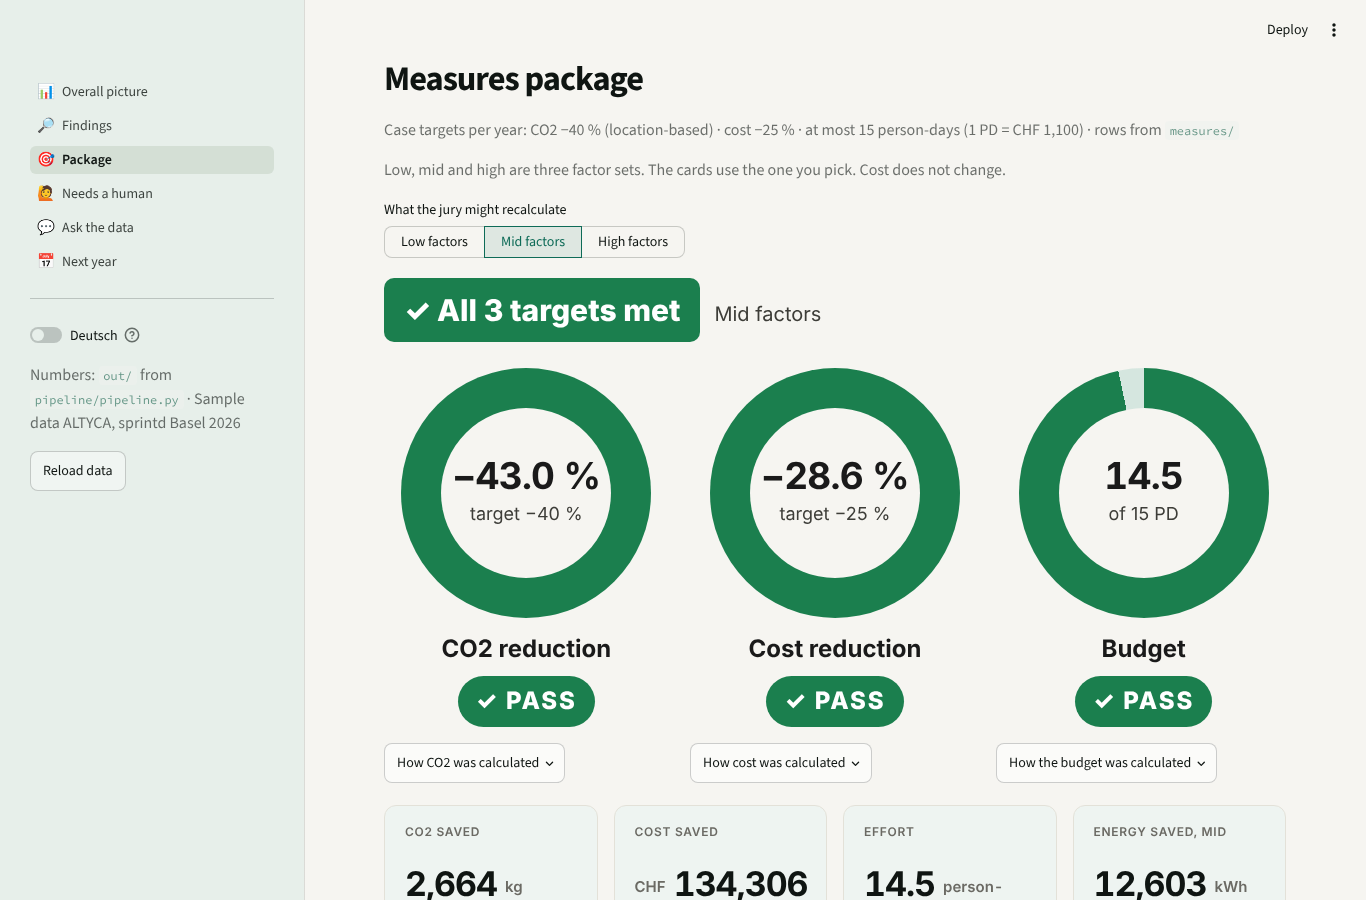 Deploy
📊 Overall picture
🔎 Findings
🎯 Package
🙋 Needs a human
💬 Ask the data
📅 Next year
Deutsch
Numbers: out/ from
pipeline/pipeline.py · Sample
data ALTYCA, sprintd Basel 2026
Reload data
Measures package
Case targets per year: CO2 −40 % (location-based) · cost −25 % · at most 15 person-days (1 PD = CHF 1,100) · rows from measures/
Low, mid and high are three factor sets. The cards use the one you pick. Cost does not change.
What the jury might recalculate
Low factors Mid factors High factors
✓ All 3 targets met Mid factors
−43.0 %
target −40 %
CO2 reduction
✓ PASS
How CO2 was calculated
−28.6 %
target −25 %
Cost reduction
✓ PASS
How cost was calculated
14.5
of 15 PD
Budget
✓ PASS
How the budget was calculated
CO2 SAVED
2,664 kg
COST SAVED
CHF 134,306
EFFORT
14.5 person-
ENERGY SAVED, MID
12,603 kWh